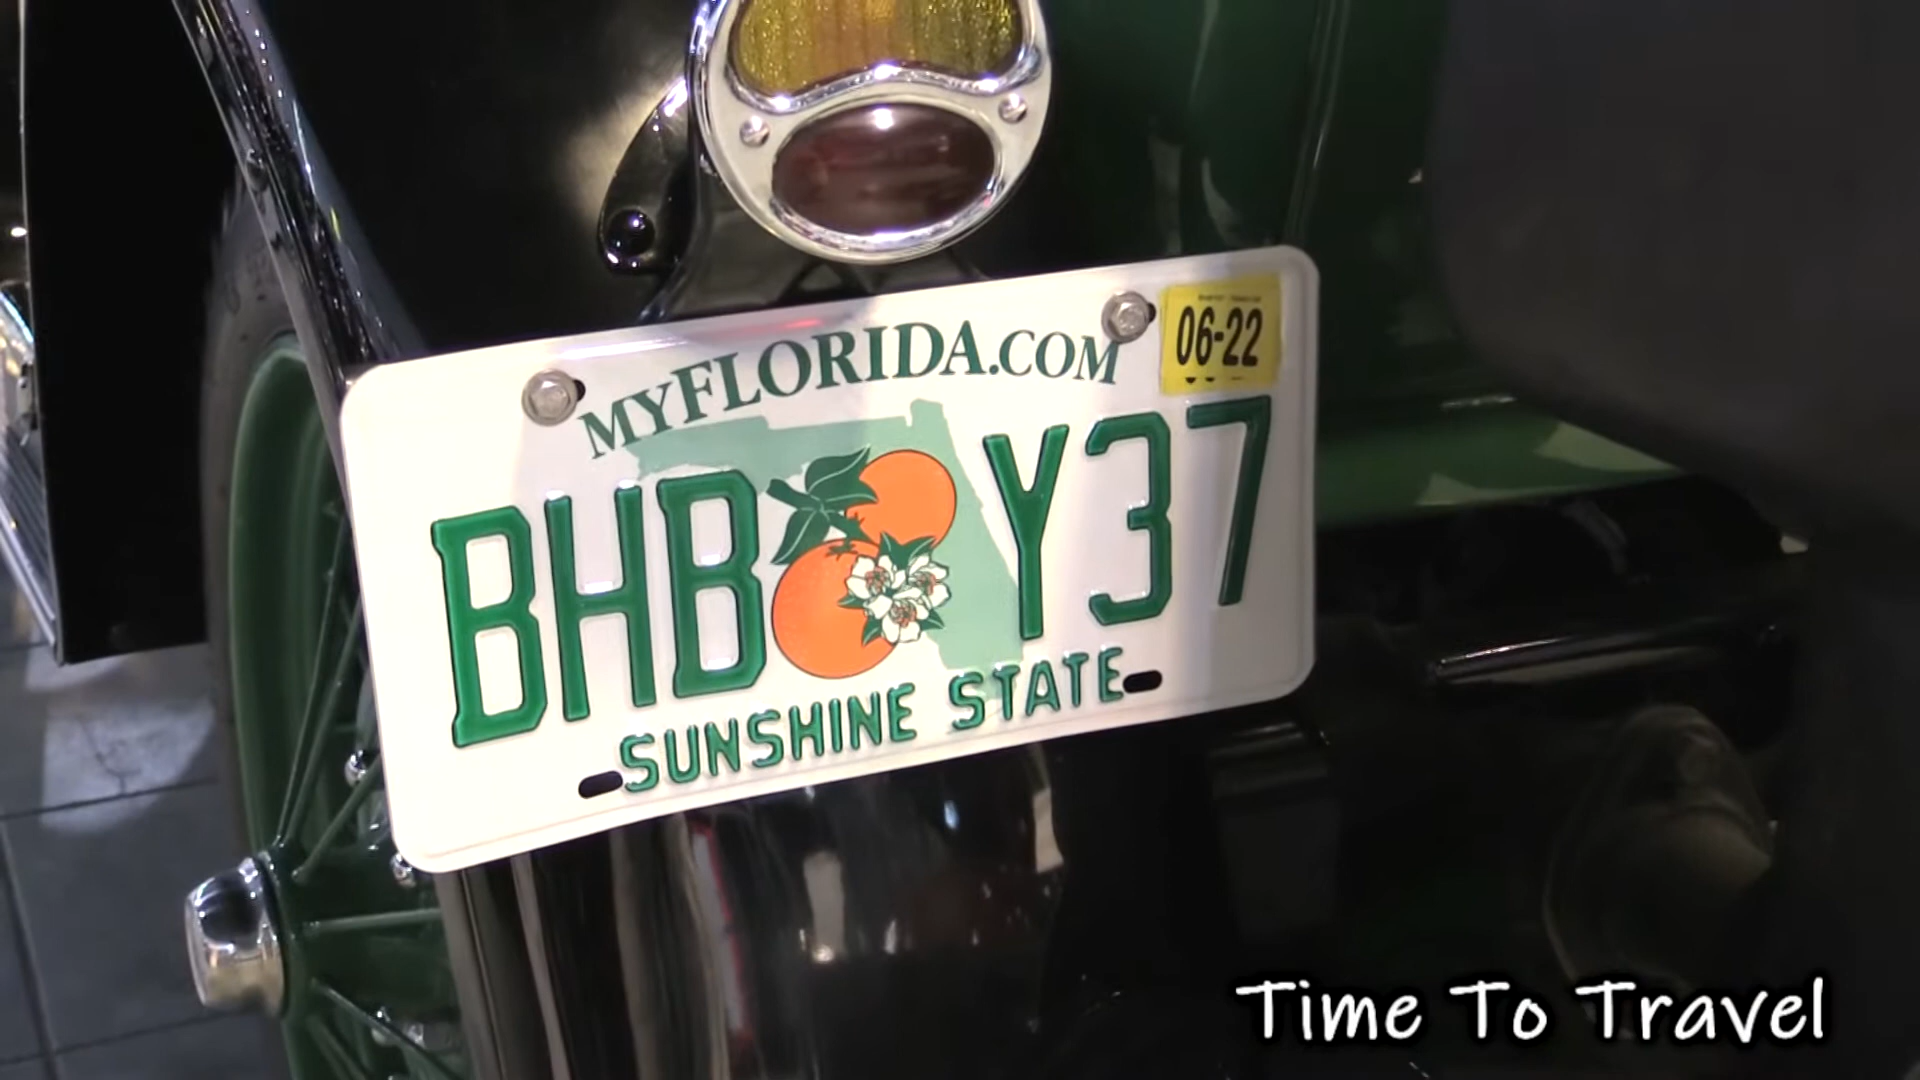 MYFLORIDA.COM
06-22
BHB Y37
SUNSHINE STATE
Time To Travel